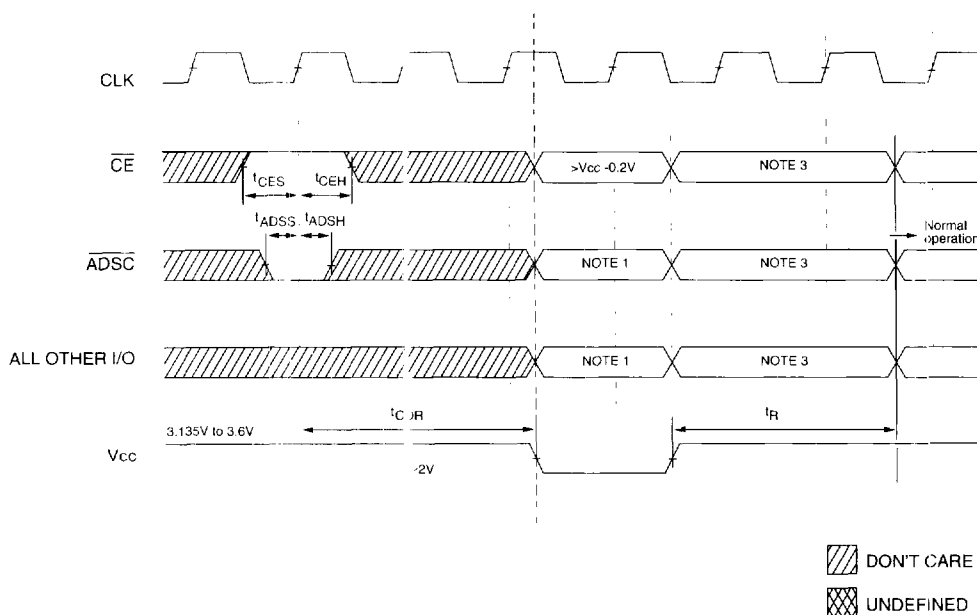 CLK
CE
>Vcc -0.2V
NOTE 3
tCES
tCEH
tADSS
tADSH
Normal
operation
ADSC
NOTE 1
NOTE 3
ALL OTHER I/O
NOTE 1
NOTE 3
tR
3.135V to 3.6V
Vcc
2V
DON'T CARE
UNDEFINED